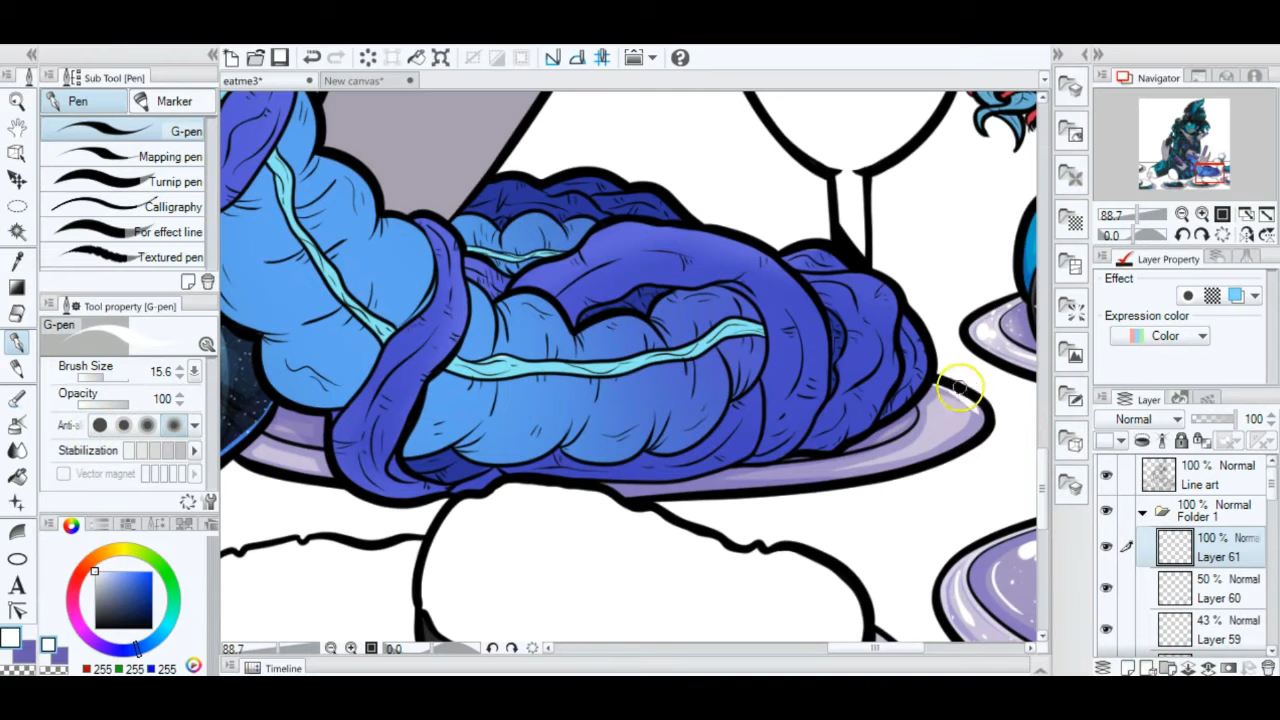 Sub Tool [Pen]
Pen
Marker
G-pen
Mapping pen
Turnip pen
Calligraphy
For effect line
Textured pen
Tool property [G-pen]
G-pen
Brush Size 15.6
Opacity 100
Anti-al
Stabilization
Vector magnet
255 255 255
eatme3*
New canvas*
88.7 0.0
Timeline
Navigator
88.7
0.0
Layer Property
Effect
Expression color
Color
Layer
Normal 100
100 % Normal
Line art
100 % Normal
Folder 1
100 % Norma
Layer 61
50 % Normal
Layer 60
43 % Normal
Layer 59